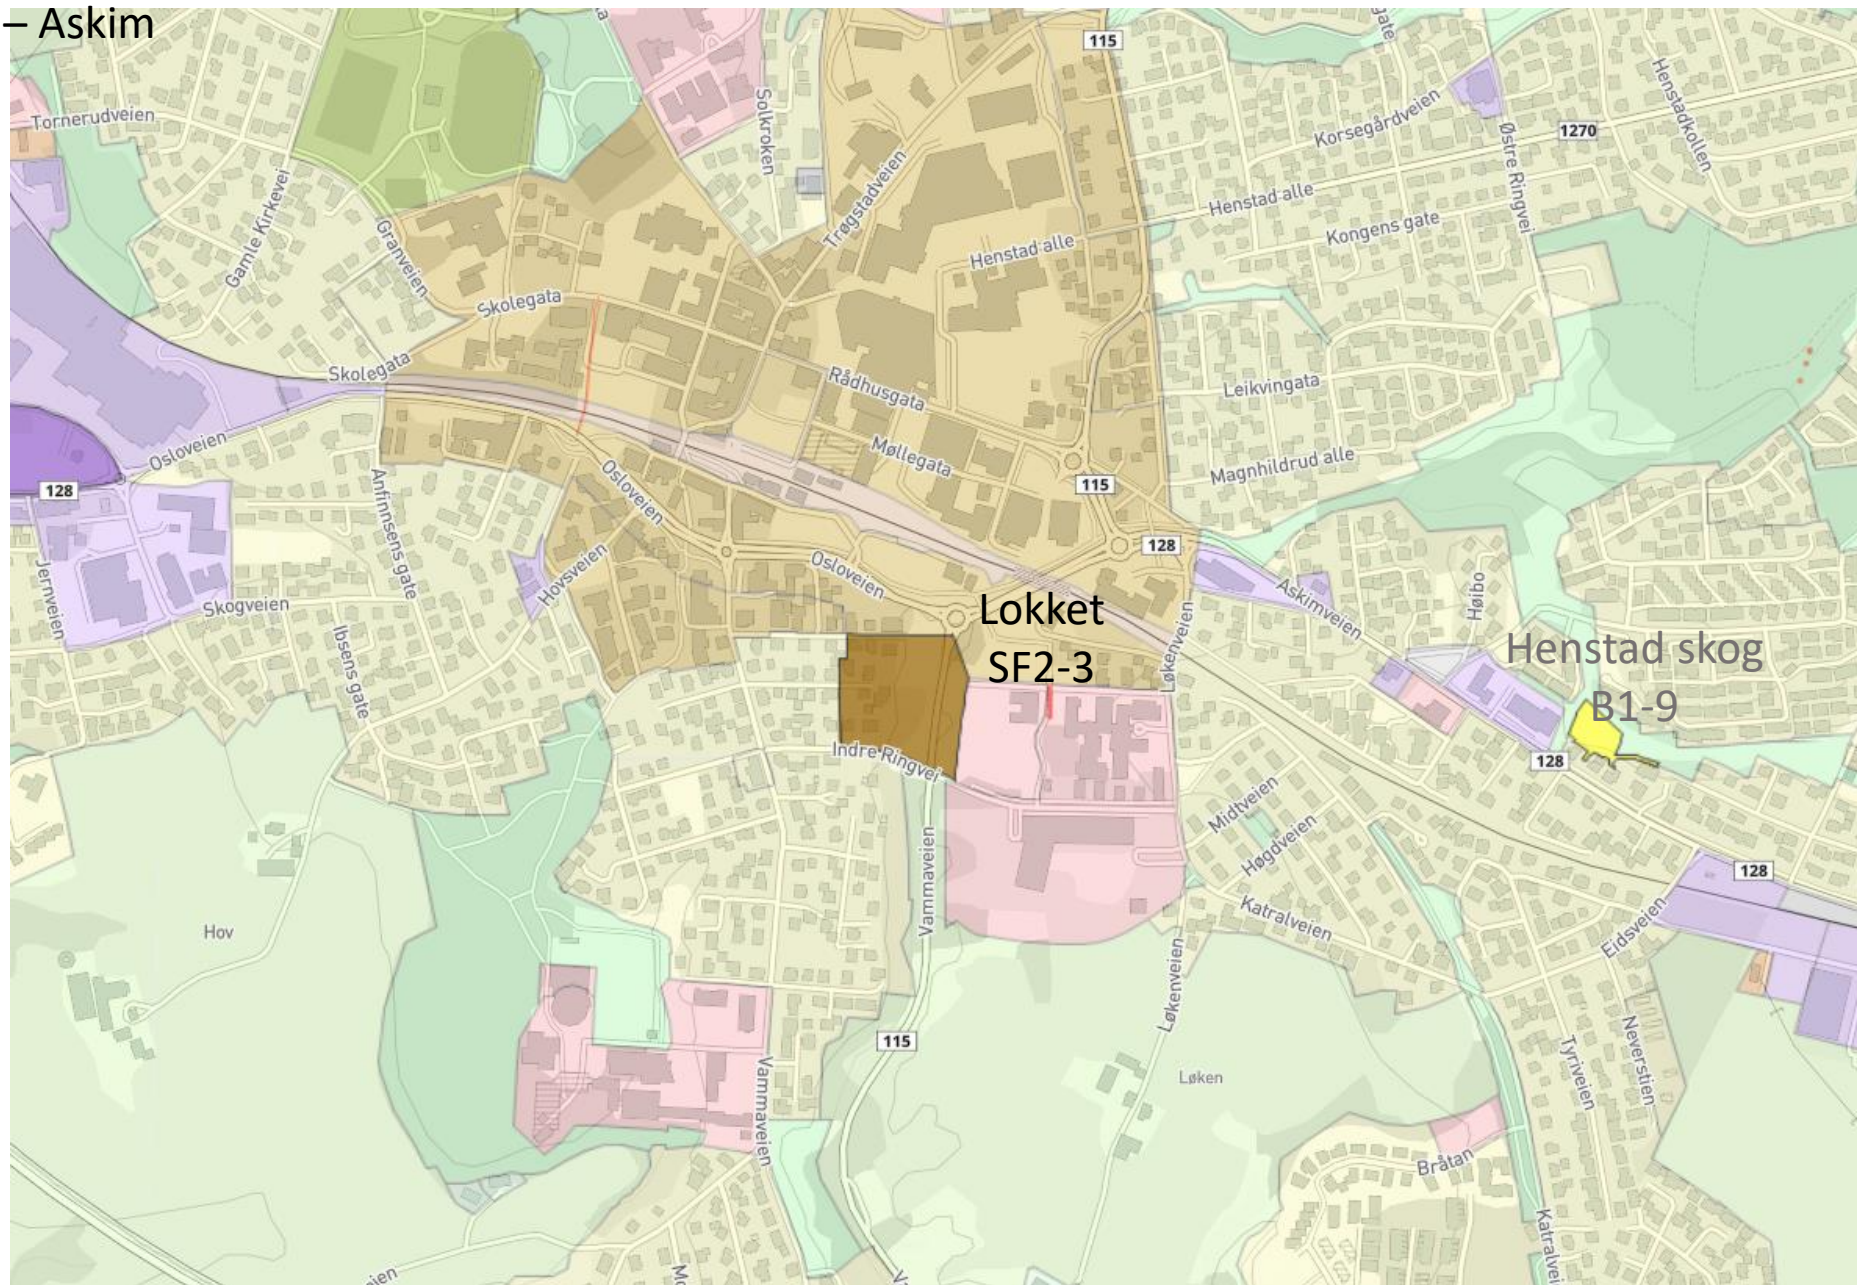 – Askim
115
Tornerudveien
Solkroken
Korsegårdveien
1270
Henstadkollen
Østre Ringvei
Gamle Kirkevei
Granveien
Trøgstadveien
Henstad alle
Kongens gate
Henstad alle
Skolegata
Skolegata
Rådhusgata
Leikvingata
Møllegata
Magnhildrud alle
Osloveien
128
Anfinnsens gate
Osloveien
115
128
Jernveien
Skogveien
Hovsveien
Osloveien
Askimveien
Høibo
Ibsens gate
Lokket
SF2-3
Løkenveien
Henstad skog
B1-9
Indre Ringvei
128
Midtveien
Høgdveien
Vammaveien
128
Katralveien
Eidsveien
Hov
Løkenveien
115
Løken
Neverstien
Tyriveien
Vammaveien
Bråtan